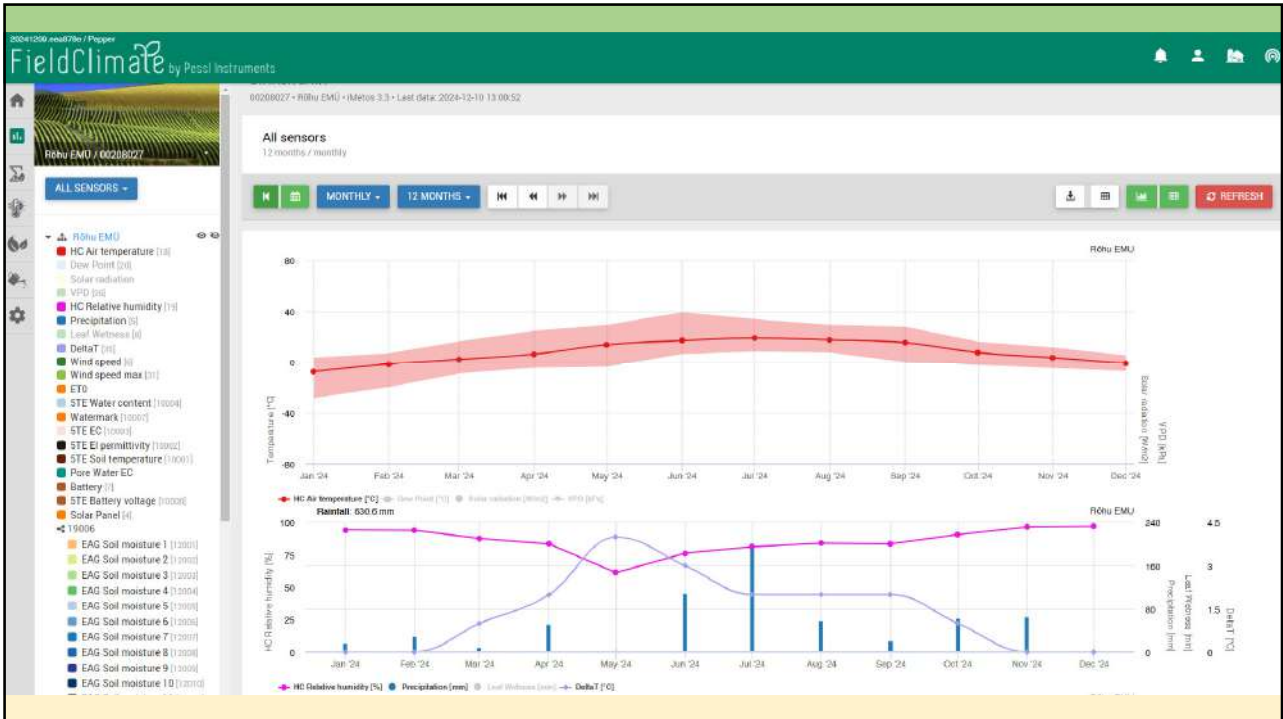 20241209.eea878e / Pepper
FieldClimate by Pessl Instruments
00208027 • Rõhu EMÜ • iMetos 3.3 • Last data: 2024-12-10 13:00:52
Rõhu EMÜ / 00208027
All sensors
12 months / monthly
ALL SENSORS
MONTHLY
12 MONTHS
REFRESH
Rõhu EMÜ
HC Air temperature [18]
Dew Point [20]
Solar radiation
VPD [25]
HC Relative humidity [19]
Precipitation [5]
Leaf Wetness [8]
DeltaT [35]
Wind speed [6]
Wind speed max [31]
ET0
5TE Water content [10004]
Watermark [10007]
5TE EC [10003]
5TE El permittivity [10002]
5TE Soil temperature [10001]
Pore Water EC
Battery [7]
5TE Battery voltage [10008]
Solar Panel [4]
19006
EAG Soil moisture 1 [12001]
EAG Soil moisture 2 [12002]
EAG Soil moisture 3 [12003]
EAG Soil moisture 4 [12004]
EAG Soil moisture 5 [12005]
EAG Soil moisture 6 [12006]
EAG Soil moisture 7 [12007]
EAG Soil moisture 8 [12008]
EAG Soil moisture 9 [12009]
EAG Soil moisture 10 [12010]
Rõhu EMÜ
80
40
0
-40
-80
Temperature [°C]
Solar radiation [W/m2]
VPD [kPa]
Jan '24 Feb '24 Mar '24 Apr '24 May '24 Jun '24 Jul '24 Aug '24 Sep '24 Oct '24 Nov '24 Dec '24
HC Air temperature [°C] Dew Point [°C] Solar radiation [W/m2] VPD [kPa]
Rainfall: 630.6 mm
Rõhu EMÜ
100
75
50
25
0
HC Relative humidity [%]
240
160
80
0
Precipitation [mm]
Leaf Wetness [min]
4.5
3
1.5
0
DeltaT [°C]
Jan '24 Feb '24 Mar '24 Apr '24 May '24 Jun '24 Jul '24 Aug '24 Sep '24 Oct '24 Nov '24 Dec '24
HC Relative humidity [%] Precipitation [mm] Leaf Wetness [min] DeltaT [°C]